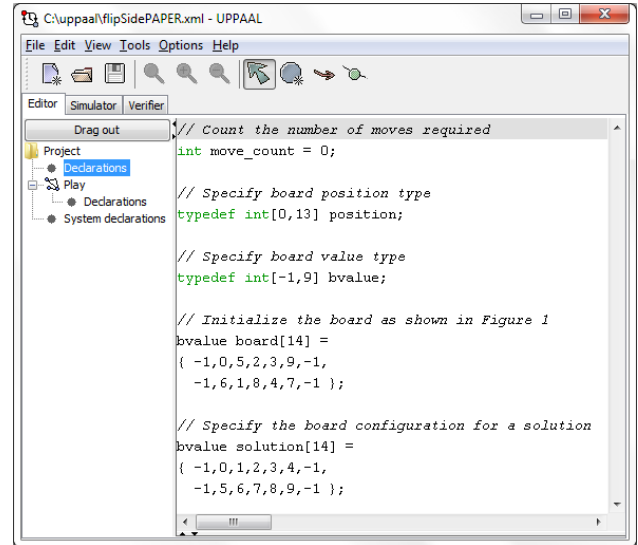 C:\uppaal\flipSidePAPER.xml - UPPAAL
File Edit View Tools Options Help
Editor Simulator Verifier
Drag out
Project
Declarations
Play
Declarations
System declarations
// Count the number of moves required
int move_count = 0;
// Specify board position type
typedef int[0,13] position;
// Specify board value type
typedef int[-1,9] bvalue;
// Initialize the board as shown in Figure 1
bvalue board[14] =
{ -1,0,5,2,3,9,-1,
-1,6,1,8,4,7,-1 };
// Specify the board configuration for a solution
bvalue solution[14] =
{ -1,0,1,2,3,4,-1,
-1,5,6,7,8,9,-1 };